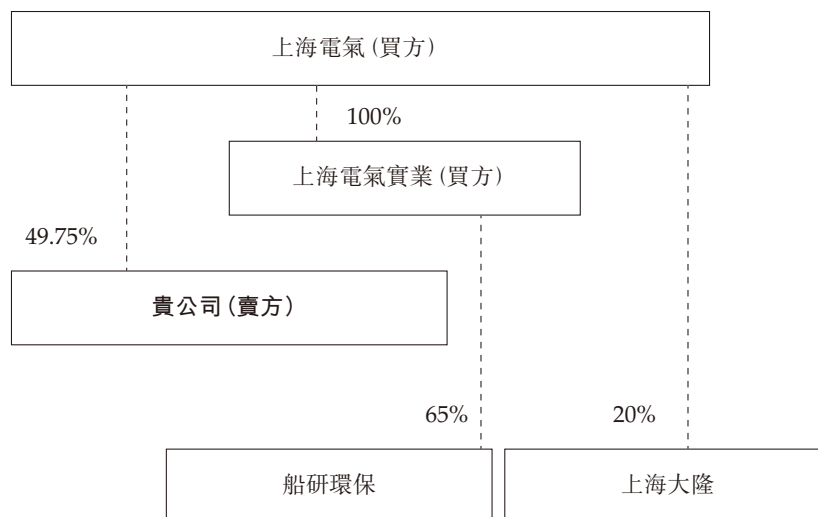 上海電氣(買方)
100%
上海電氣實業(買方)
49.75%
貴公司(賣方)
65%
20%
船研環保
上海大隆